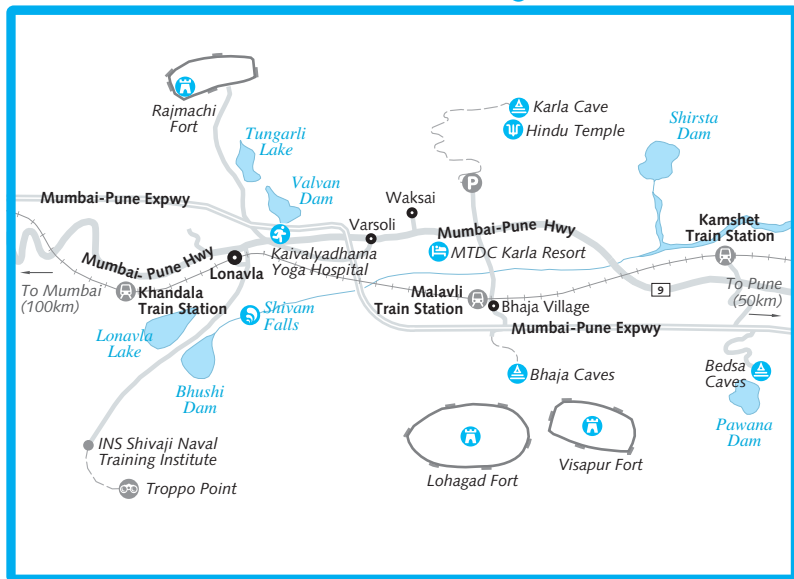 Rajmachi
Fort
Tungarli
Lake
Valvan
Dam
Karla Cave
Hindu Temple
Shirsta
Dam
P
Mumbai-Pune Expwy
Waksai
Varsoli
Mumbai-Pune Hwy
Kamshet
Train Station
Mumbai- Pune Hwy
Lonavla
Kaivalyadhama
Yoga Hospital
MTDC Karla Resort
To Mumbai
(100km)
Khandala
Train Station
Shivam
Falls
Malavli
Train Station
Bhaja Village
9
To Pune
(50km)
Lonavla
Lake
Mumbai-Pune Expwy
Bhushi
Dam
Bhaja Caves
Bedsa
Caves
Pawana
Dam
INS Shivaji Naval
Training Institute
Troppo Point
Lohagad Fort
Visapur Fort